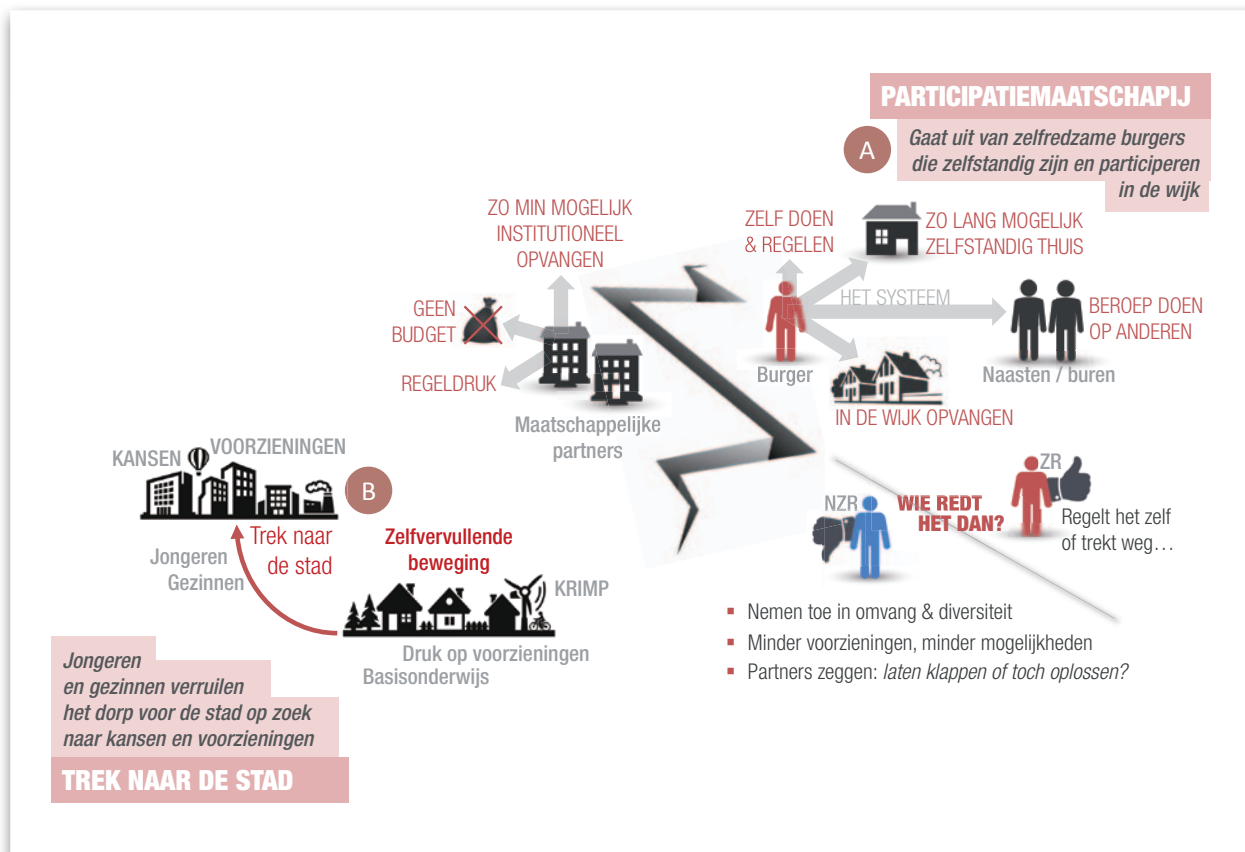 PARTICIPATIEMAATSCHAPIJ
A
Gaat uit van zelfredzame burgers
die zelfstandig zijn en participeren
in de wijk
ZO MIN MOGELIJK
INSTITUTIONEEL
OPVANGEN
GEEN
BUDGET
REGELDRUK
Maatschappelijke
partners
ZELF DOEN
& REGELEN
ZO LANG MOGELIJK
ZELFSTANDIG THUIS
HET SYSTEEM
BEROEP DOEN
OP ANDEREN
Burger
Naasten / buren
IN DE WIJK OPVANGEN
KANSEN
VOORZIENINGEN
B
Trek naar
de stad
Jongeren
Gezinnen
Zelfvervullende
beweging
KRIMP
Druk op voorzieningen
Basisonderwijs
NZR
WIE REDT
HET DAN?
ZR
Regelt het zelf
of trekt weg…
▪ Nemen toe in omvang & diversiteit
▪ Minder voorzieningen, minder mogelijkheden
▪ Partners zeggen: laten klappen of toch oplossen?
Jongeren
en gezinnen verruilen
het dorp voor de stad op zoek
naar kansen en voorzieningen
TREK NAAR DE STAD